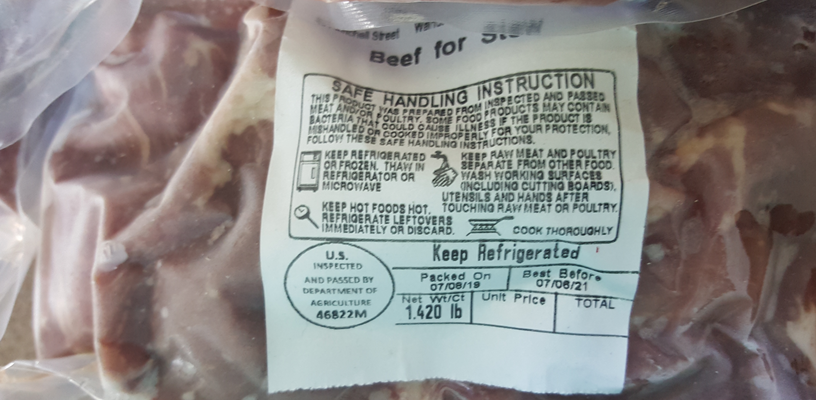 Street
Beef for Stew
SAFE HANDLING INSTRUCTION
THIS PRODUCT WAS PREPARED FROM INSPECTED AND PASSED
MEAT AND/OR POULTRY. SOME FOOD PRODUCTS MAY CONTAIN
BACTERIA THAT COULD CAUSE ILLNESS IF THE PRODUCT IS
MISHANDLED OR COOKED IMPROPERLY FOR YOUR PROTECTION,
FOLLOW THESE SAFE HANDLING INSTRUCTIONS.
KEEP REFRIGERATED
OR FROZEN. THAW IN
REFRIGERATOR OR
MICROWAVE
KEEP RAW MEAT AND POULTRY
SEPARATE FROM OTHER FOOD.
WASH WORKING SURFACES
(INCLUDING CUTTING BOARDS),
UTENSILS AND HANDS AFTER
TOUCHING RAW MEAT OR POULTRY.
KEEP HOT FOODS HOT.
REFRIGERATE LEFTOVERS
IMMEDIATELY OR DISCARD.
COOK THOROUGHLY
Keep Refrigerated
U.S.
INSPECTED
AND PASSED BY
DEPARTMENT OF
AGRICULTURE
46822M
Packed On
07/08/19
Best Before
07/06/21
Net Wt/Ct
1.420 lb
Unit Price
TOTAL